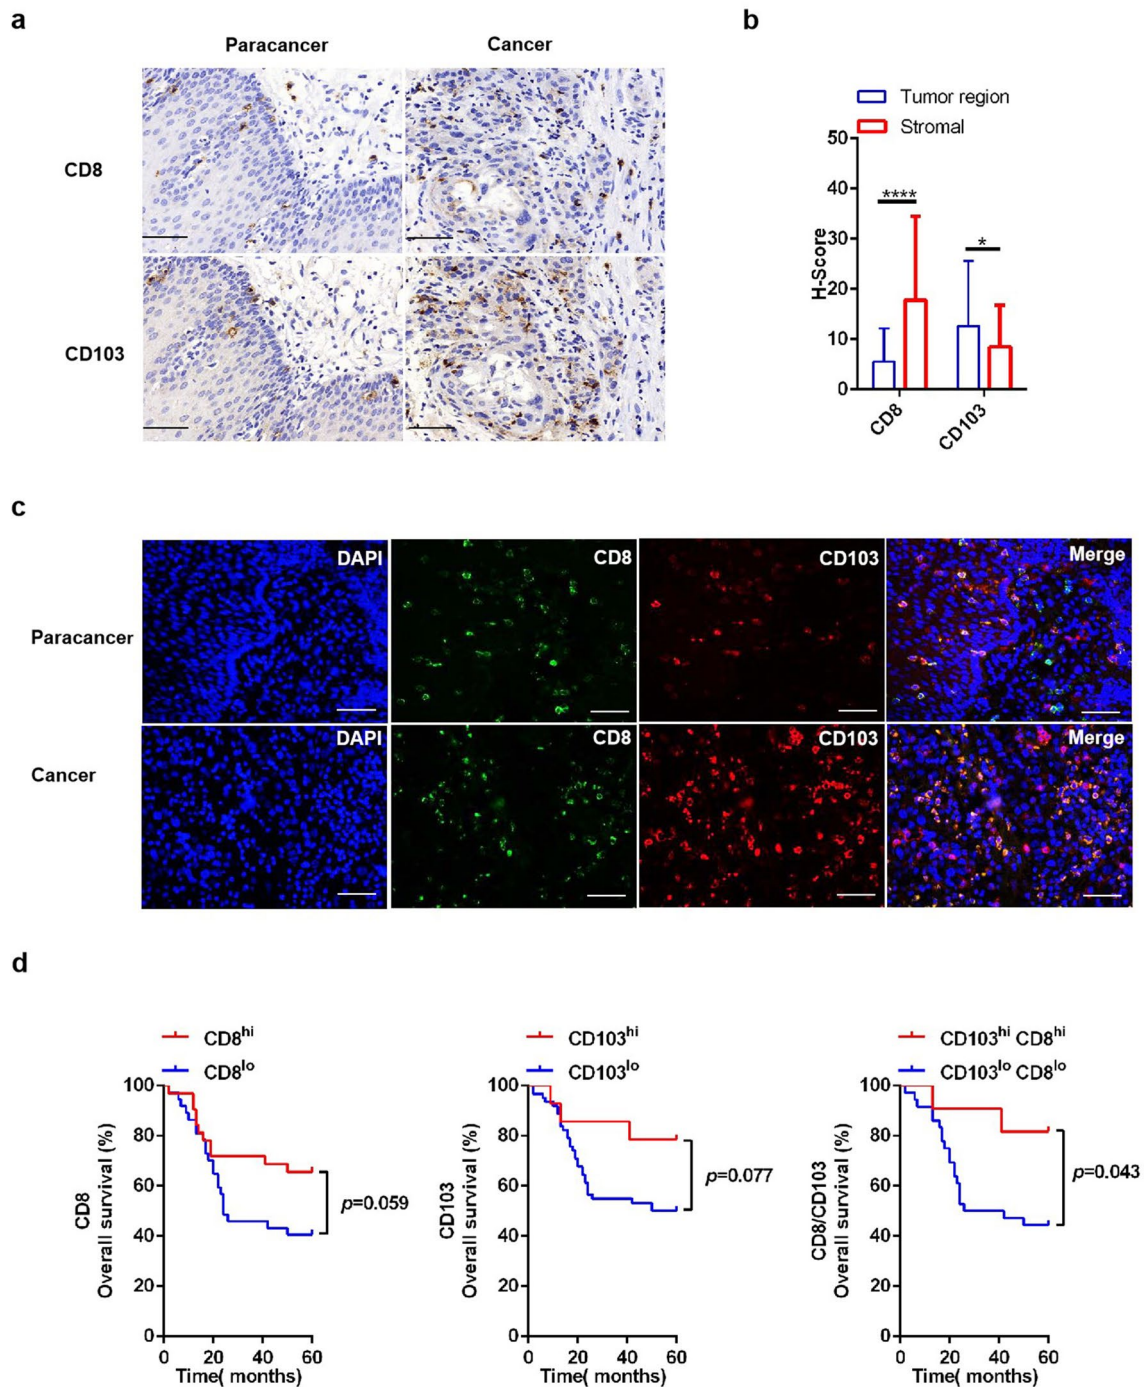 a
Paracancer Cancer
CD8
CD103
b
Tumor region
Stromal
H-Score
50
40
30
20
10
0
****
*
CD8 CD103
c
DAPI CD8 CD103 Merge
Paracancer
DAPI CD8 CD103 Merge
Cancer
d
CD8hi
CD8lo
CD8
Overall survival (%)
100
80
60
40
20
0
p=0.059
0 20 40 60
Time( months)
CD103hi
CD103lo
CD103
Overall survival (%)
100
80
60
40
20
0
p=0.077
0 20 40 60
Time( months)
CD103hi CD8hi
CD103lo CD8lo
CD8/CD103
Overall survival (%)
100
80
60
40
20
0
p=0.043
0 20 40 60
Time( months)